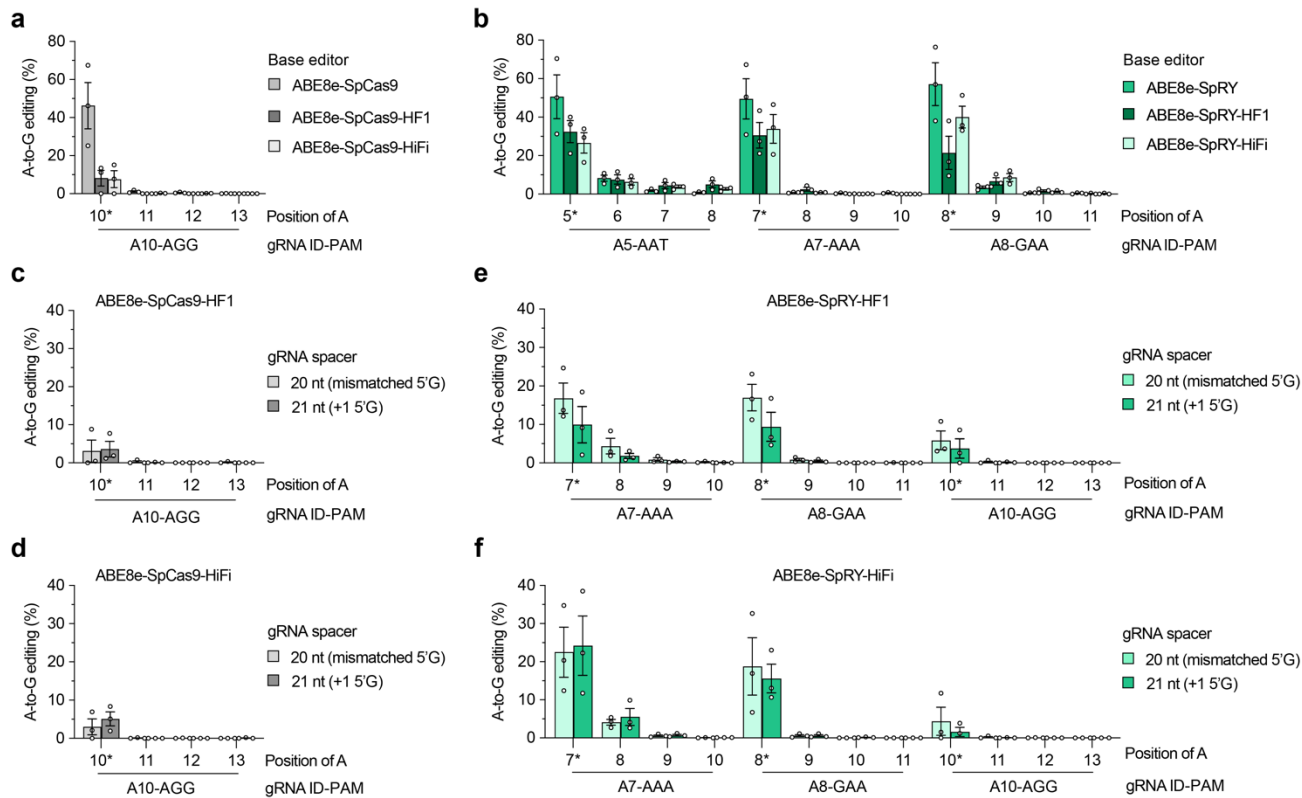 a
A-to-G editing (%)
80
60
40
20
0
10* 11 12 13
Position of A
A10-AGG
gRNA ID-PAM
Base editor
ABE8e-SpCas9
ABE8e-SpCas9-HF1
ABE8e-SpCas9-HiFi
b
A-to-G editing (%)
80
60
40
20
0
5* 6 7 8 7* 8 9 10 8* 9 10 11
Position of A
A5-AAT A7-AAA A8-GAA
gRNA ID-PAM
Base editor
ABE8e-SpRY
ABE8e-SpRY-HF1
ABE8e-SpRY-HiFi
c
ABE8e-SpCas9-HF1
A-to-G editing (%)
40
30
20
10
0
10* 11 12 13
Position of A
A10-AGG
gRNA ID-PAM
gRNA spacer
20 nt (mismatched 5'G)
21 nt (+1 5'G)
e
ABE8e-SpRY-HF1
A-to-G editing (%)
40
30
20
10
0
7* 8 9 10 8* 9 10 11 10* 11 12 13
Position of A
A7-AAA A8-GAA A10-AGG
gRNA ID-PAM
gRNA spacer
20 nt (mismatched 5'G)
21 nt (+1 5'G)
d
ABE8e-SpCas9-HiFi
A-to-G editing (%)
40
30
20
10
0
10* 11 12 13
Position of A
A10-AGG
gRNA ID-PAM
gRNA spacer
20 nt (mismatched 5'G)
21 nt (+1 5'G)
f
ABE8e-SpRY-HiFi
A-to-G editing (%)
40
30
20
10
0
7* 8 9 10 8* 9 10 11 10* 11 12 13
Position of A
A7-AAA A8-GAA A10-AGG
gRNA ID-PAM
gRNA spacer
20 nt (mismatched 5'G)
21 nt (+1 5'G)